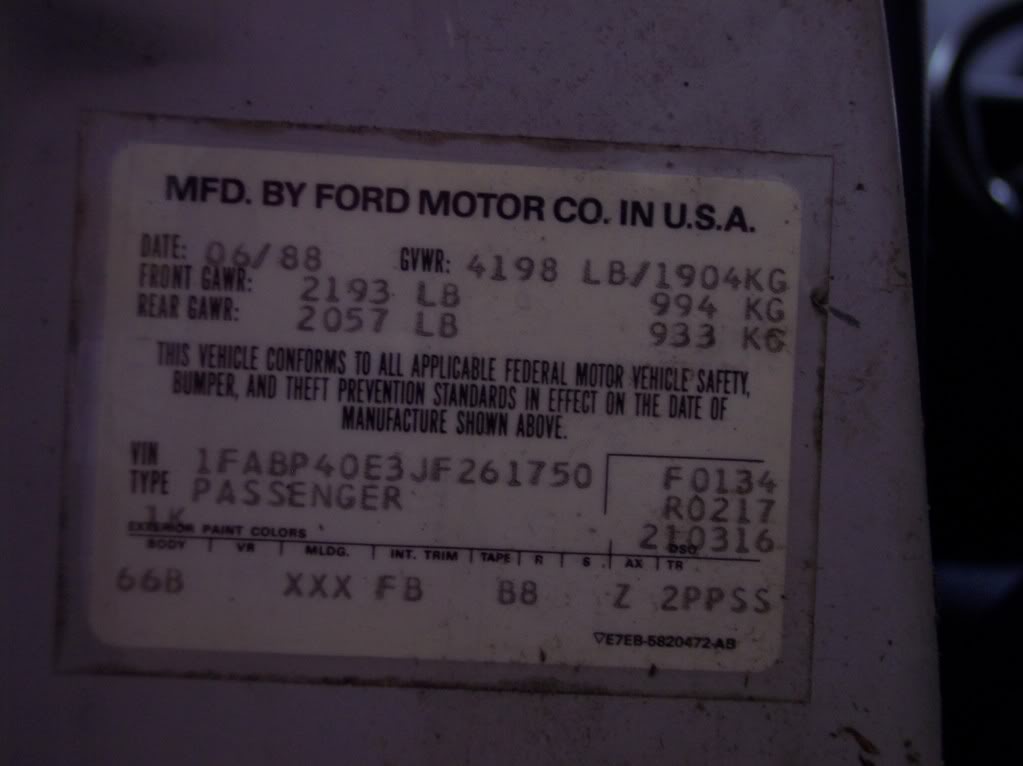 MFD. BY FORD MOTOR CO. IN U.S.A.
DATE: 06/88 GVWR: 4198 LB/1904KG
FRONT GAWR: 2193 LB 994 KG
REAR GAWR: 2057 LB 933 KG
THIS VEHICLE CONFORMS TO ALL APPLICABLE FEDERAL MOTOR VEHICLE SAFETY,
BUMPER, AND THEFT PREVENTION STANDARDS IN EFFECT ON THE DATE OF
MANUFACTURE SHOWN ABOVE.
VIN 1FABP40E3JF261750 F0134
TYPE PASSENGER R0217
1K 210316
EXTERIOR PAINT COLORS DSO
BODY VR MLDG. INT. TRIM TAPE R S AX TR
66B XXX FB B8 Z 2PPSS
▽E7EB-5820472-AB